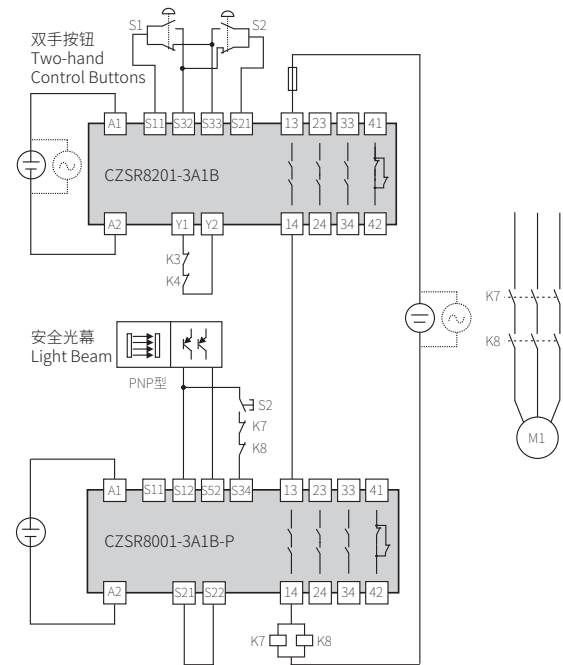 S1
S2
双手按钮
Two-hand
Control Buttons
A1
S11
S32
S33
S21
13
23
33
41
CZSR8201-3A1B
A2
Y1
Y2
14
24
34
42
K3
K4
安全光幕
Light Beam
PNP型
S2
K7
K8
K7
K8
M1
A1
S11
S12
S52
S34
13
23
33
41
CZSR8001-3A1B-P
A2
S21
S22
14
24
34
42
K7
K8